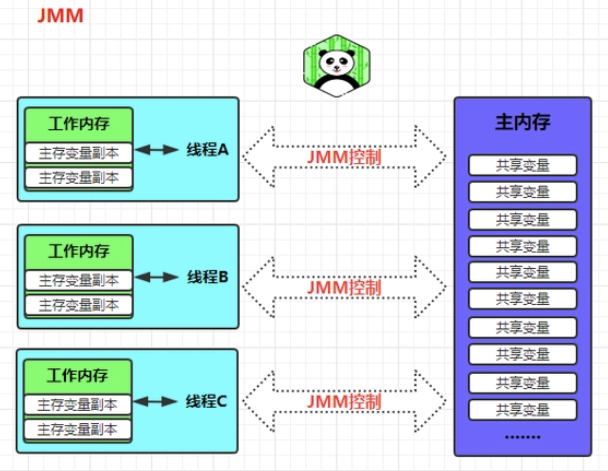 JMM
工作内存
主存变量副本
主存变量副本
线程A
JMM控制
工作内存
主存变量副本
主存变量副本
线程B
JMM控制
工作内存
主存变量副本
主存变量副本
线程C
JMM控制
主内存
共享变量
共享变量
共享变量
共享变量
共享变量
共享变量
共享变量
共享变量
共享变量
共享变量
.......